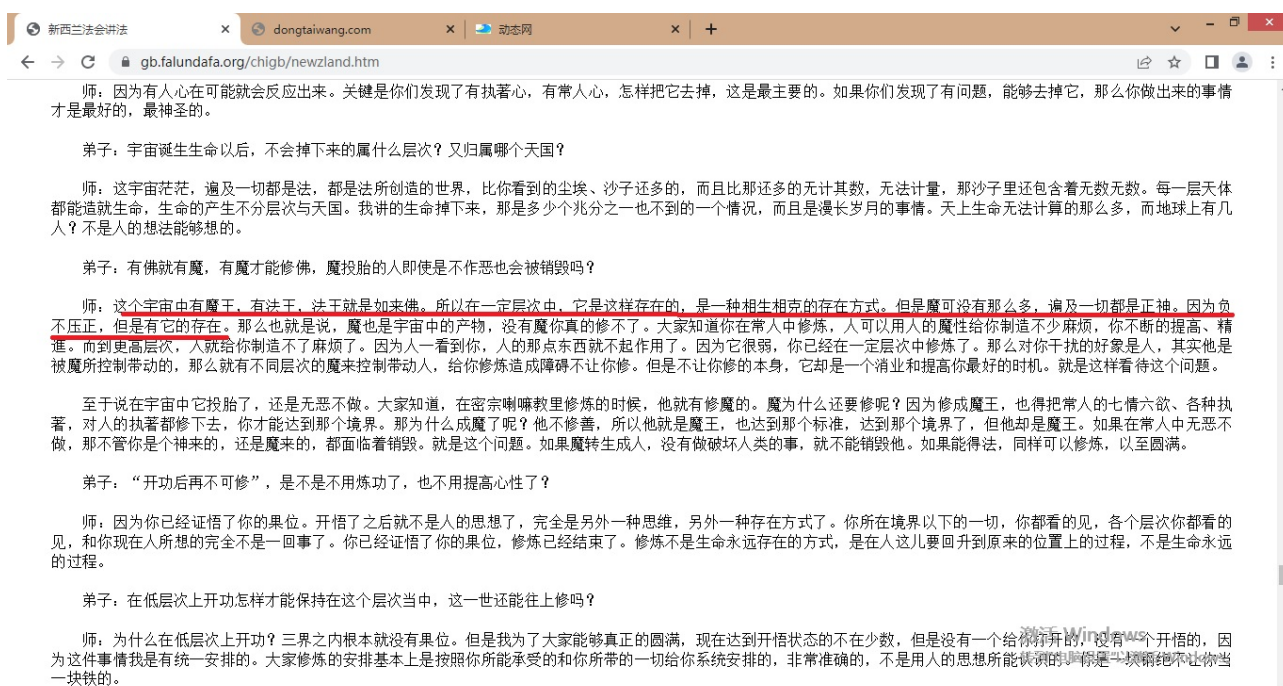 新西兰法会讲法
dongtaiwang.com
动态网
gb.falundafa.org/chigb/newzland.htm
师：因为有人心在可能就会反应出来。关键是你们发现了有执著心，有常人心，怎样把它去掉，这是最主要的。如果你们发现了有问题，能够去掉它，那么你做出来的事情
才是最好的，最神圣的。
弟子：宇宙诞生生命以后，不会掉下来的属什么层次？又归属哪个天国？
师：这宇宙茫茫，遍及一切都是法，都是法所创造的世界，比你看到的尘埃、沙子还多的，而且比那还多的无计其数，无法计量，那沙子里还包含着无数无数。每一层天体
都能造就生命，生命的产生不分层次与天国。我讲的生命掉下来，那是多少个兆分之一也不到的一个情况，而且是漫长岁月的事情。天上生命无法计算的那么多，而地球上有几
人？不是人的想法能够想的。
弟子：有佛就有魔，有魔才能修佛，魔投胎的人即使是不作恶也会被销毁吗？
师：这个宇宙中有魔王，有法王，法王就是如来佛。所以在一定层次中，它是这样存在的，是一种相生相克的存在方式。但是魔可没有那么多，遍及一切都是正神。因为负
不压正，但是有它的存在。那么也就是说，魔也是宇宙中的产物，没有魔你真的修不了。大家知道你在常人中修炼，人可以用人的魔性给你制造不少麻烦，你不断的提高、精
進。而到更高层次，人就给你制造不了麻烦了。因为人一看到你，人的那点东西就不起作用了。因为它很弱，你已经在一定层次中修炼了。那么对你干扰的好象是人，其实他是
被魔所控制带动的，那么就有不同层次的魔来控制带动人，给你修炼造成障碍不让你修。但是不让你修的本身，它却是一个消业和提高你最好的时机。就是这样看待这个问题。
至于说在宇宙中它投胎了，还是无恶不做。大家知道，在密宗喇嘛教里修炼的时候，他就有修魔的。魔为什么还要修呢？因为修成魔王，也得把常人的七情六欲、各种执
著，对人的执著都修下去，你才能达到那个境界。那为什么成魔了呢？他不修善，所以他就是魔王，也达到那个标准，达到那个境界了，但他却是魔王。如果在常人中无恶不
做，那不管你是个神来的，还是魔来的，都面临着销毁。就是这个问题。如果魔转生成人，没有做破坏人类的事，就不能销毁他。如果能得法，同样可以修炼，以至圆满。
弟子：“开功后再不可修”，是不是不用炼功了，也不用提高心性了？
师：因为你已经证悟了你的果位。开悟了之后就不是人的思想了，完全是另外一种思维，另外一种存在方式了。你所在境界以下的一切，你都看的见，各个层次你都看的
见，和你现在人所想的完全不是一回事了。你已经证悟了你的果位，修炼已经结束了。修炼不是生命永远存在的方式，是在人这儿要回升到原来的位置上的过程，不是生命永远
的过程。
弟子：在低层次上开功怎样才能保持在这个层次当中，这一世还能往上修吗？
师：为什么在低层次上开功？三界之内根本就没有果位。但是我为了大家能够真正的圆满，现在达到开悟状态的不在少数，但是没有一个给你打开的，没有一个开悟的，因
为这件事情我是有统一安排的。大家修炼的安排基本上是按照你所能承受的和你所带的一切给你系统安排的，非常准确的，不是用人的思想所能
一块铁的。
激活 Windows